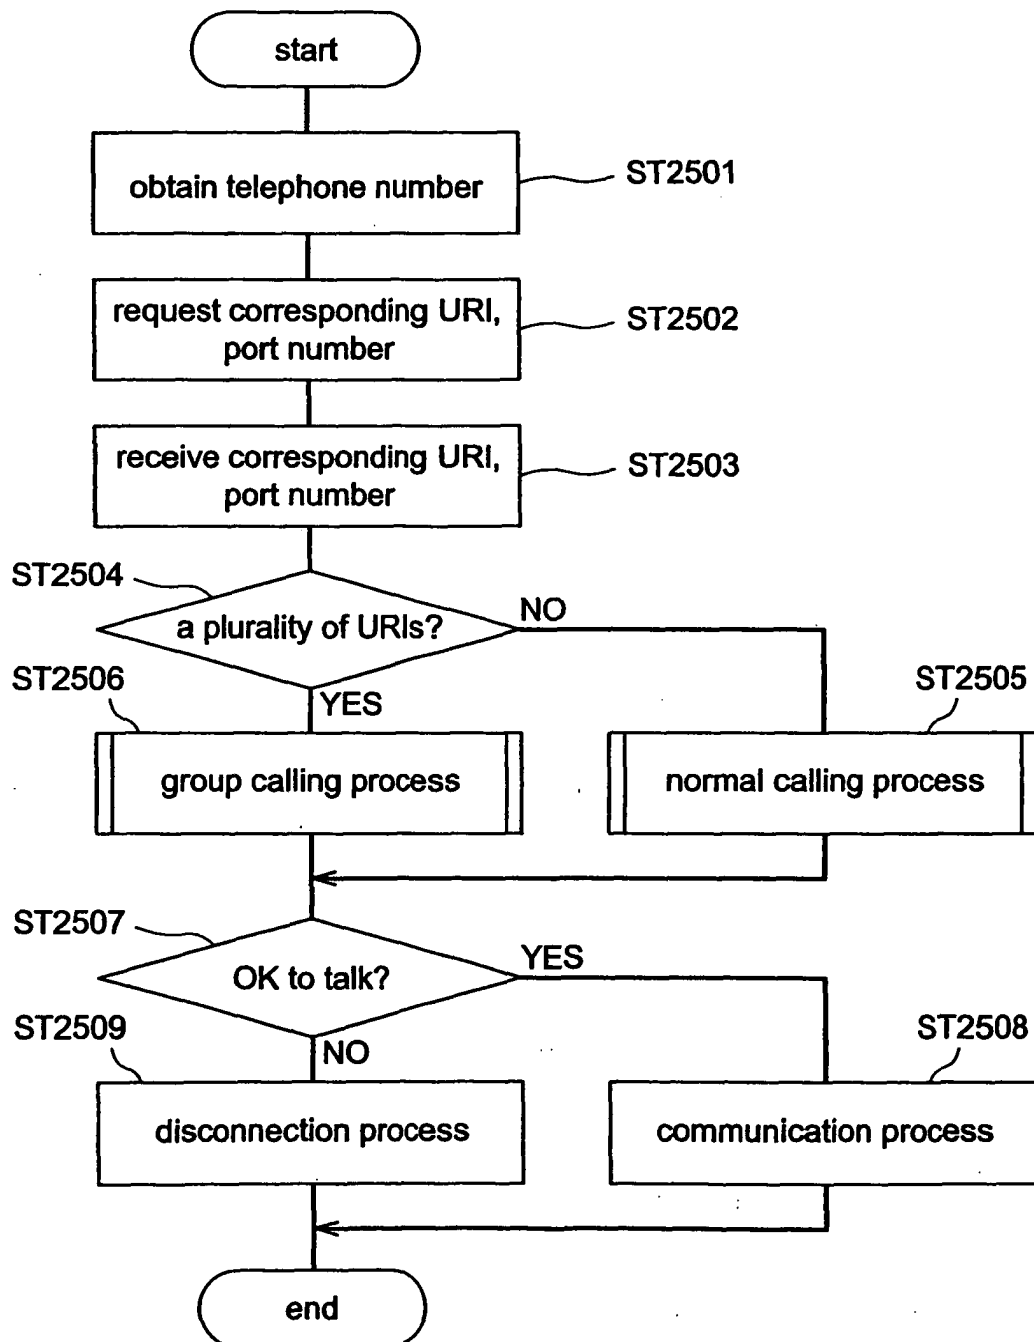 start
obtain telephone number
ST2501
request corresponding URI,
port number
ST2502
receive corresponding URI,
port number
ST2503
ST2504
a plurality of URIs?
NO
YES
ST2506
ST2505
group calling process
normal calling process
ST2507
OK to talk?
YES
NO
ST2509
ST2508
disconnection process
communication process
end